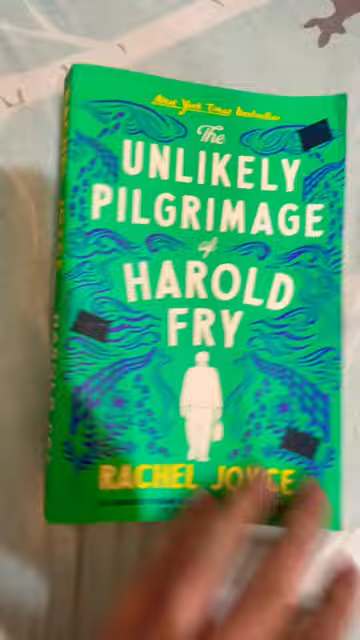 New York Times Bestseller
The
UNLIKELY
PILGRIMAGE
of
HAROLD
FRY
RACHEL JOYCE